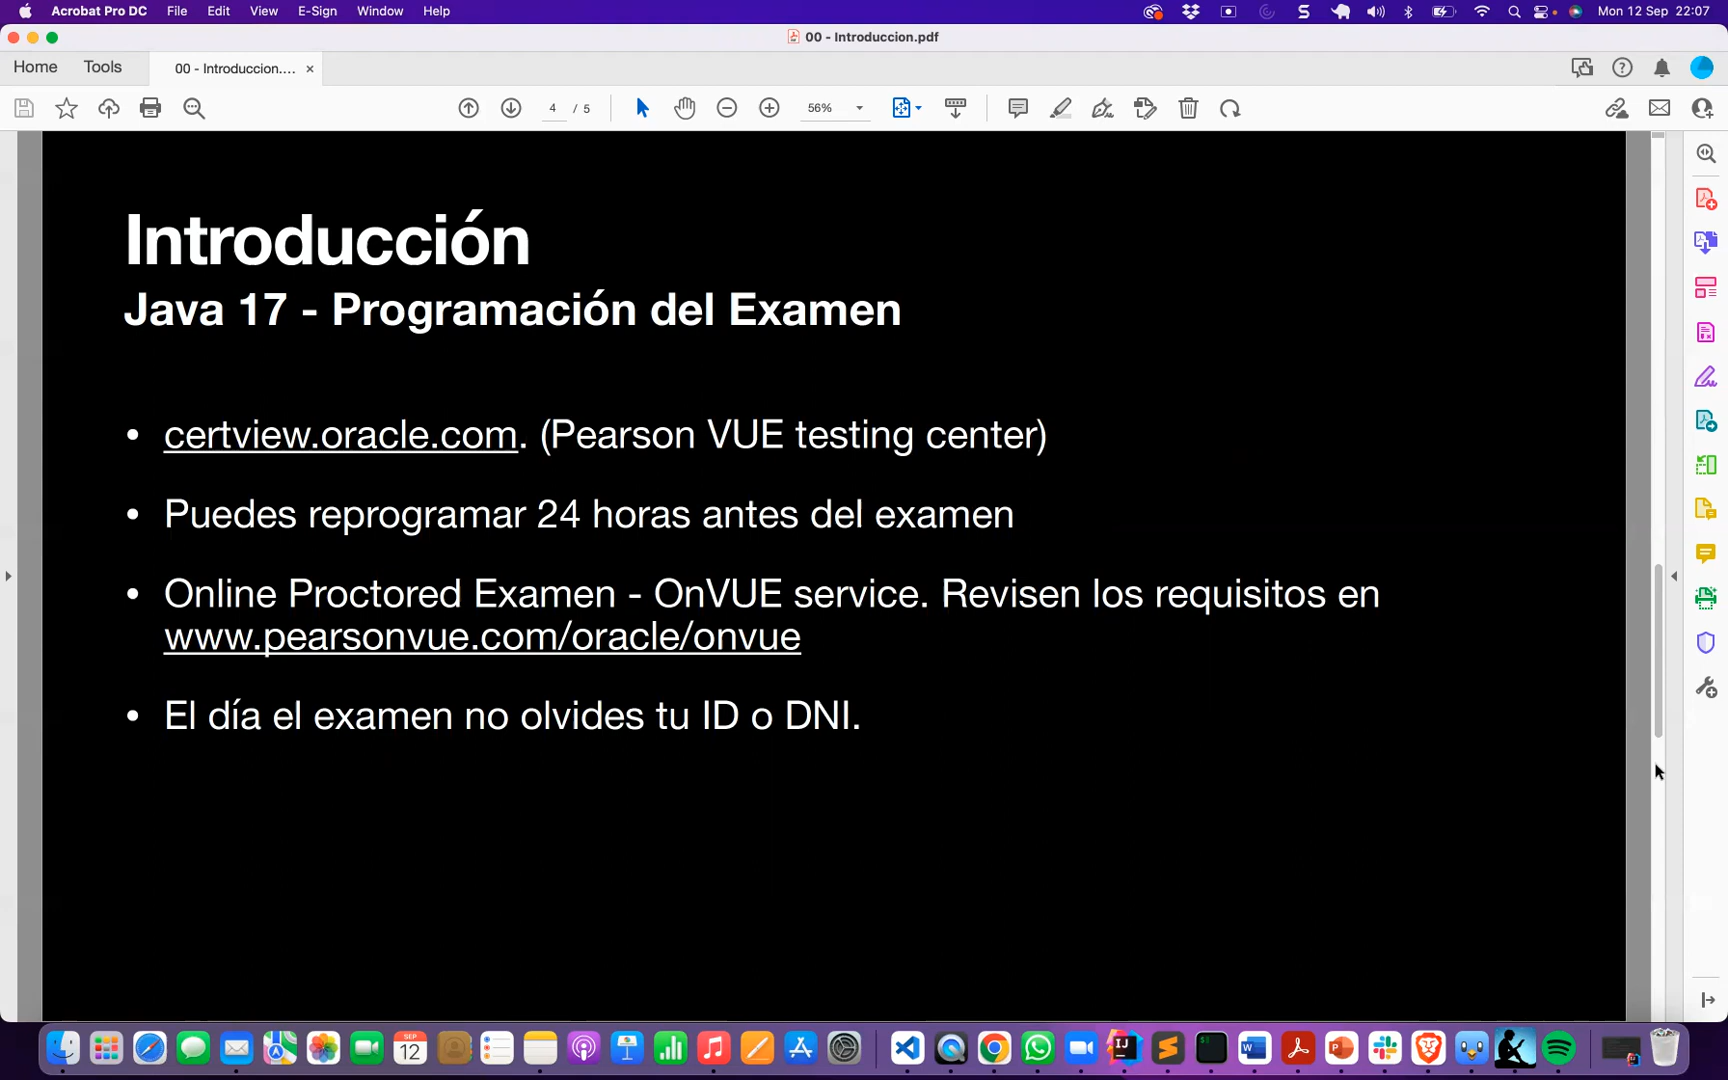 Acrobat Pro DC File Edit View E-Sign Window Help Mon 12 Sep 22:07
00 - Introduccion.pdf
Home Tools 00 - Introduccion.... ×
4 / 5 56%
Introducción
Java 17 - Programación del Examen
• certview.oracle.com. (Pearson VUE testing center)
• Puedes reprogramar 24 horas antes del examen
• Online Proctored Examen - OnVUE service. Revisen los requisitos en
www.pearsonvue.com/oracle/onvue
• El día el examen no olvides tu ID o DNI.
SEP
12